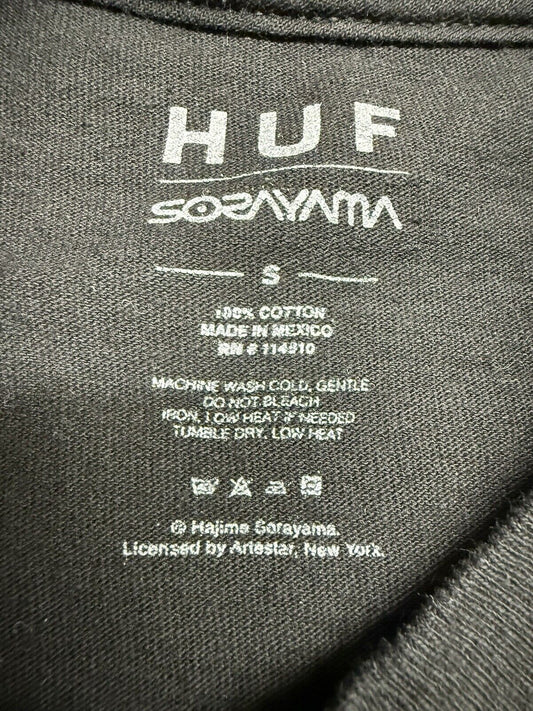 HUF
SORAYAMA
S
100% COTTON
MADE IN MEXICO
RN # 114910
MACHINE WASH COLD, GENTLE
DO NOT BLEACH
IRON, LOW HEAT IF NEEDED
TUMBLE DRY, LOW HEAT
© Hajime Sorayama.
Licensed by Artestar, New York.